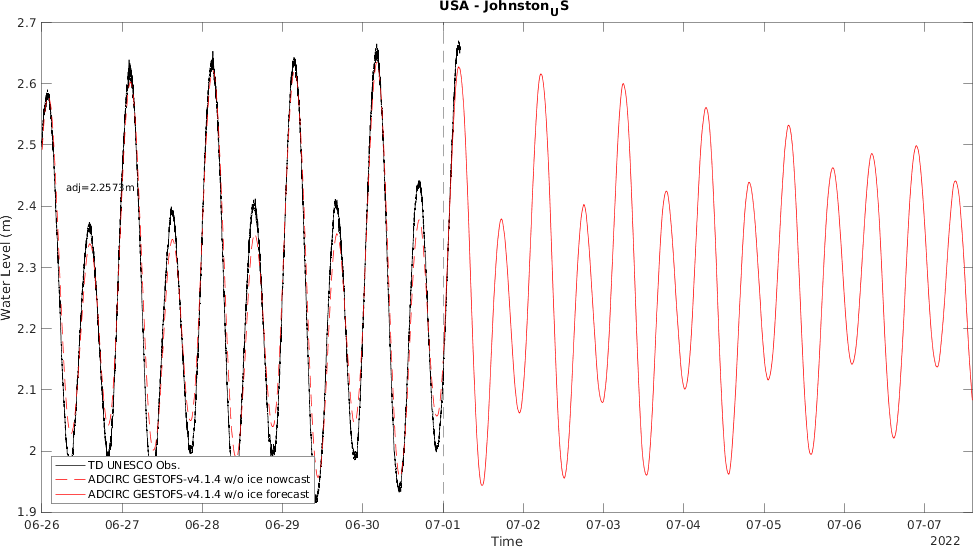 USA - Johnston_US
2.7
2.6
2.5
2.4
2.3
2.2
2.1
2
1.9
Water Level (m)
adj=2.2573m
TD UNESCO Obs.
ADCIRC GESTOFS-v4.1.4 w/o ice nowcast
ADCIRC GESTOFS-v4.1.4 w/o ice forecast
06-26 06-27 06-28 06-29 06-30 07-01 07-02 07-03 07-04 07-05 07-06 07-07
Time
2022